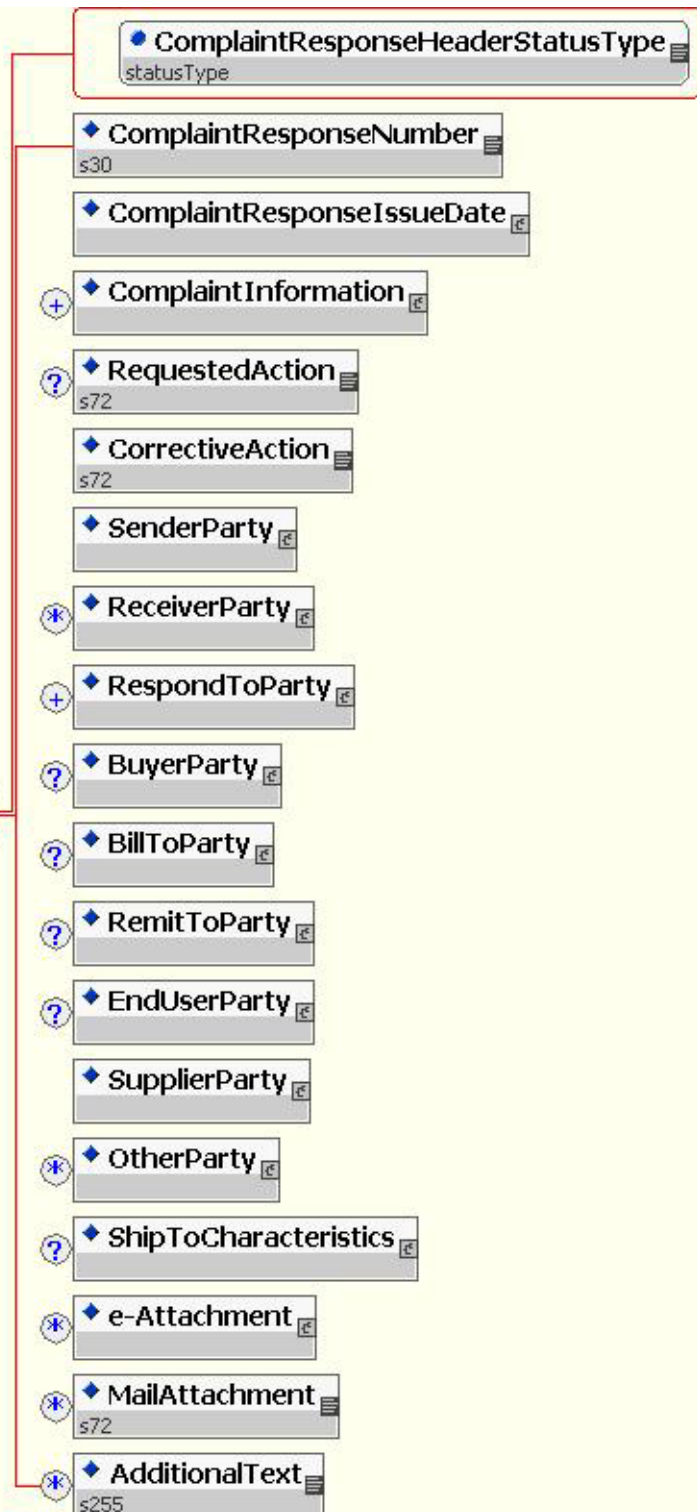 ComplaintResponseHeaderStatusType
statusType
ComplaintResponseNumber
s30
ComplaintResponseIssueDate
+ ComplaintInformation
? RequestedAction
s72
CorrectiveAction
s72
SenderParty
* ReceiverParty
+ RespondToParty
? BuyerParty
? BillToParty
? RemitToParty
? EndUserParty
SupplierParty
* OtherParty
? ShipToCharacteristics
* e-Attachment
* MailAttachment
s72
* AdditionalText
s255